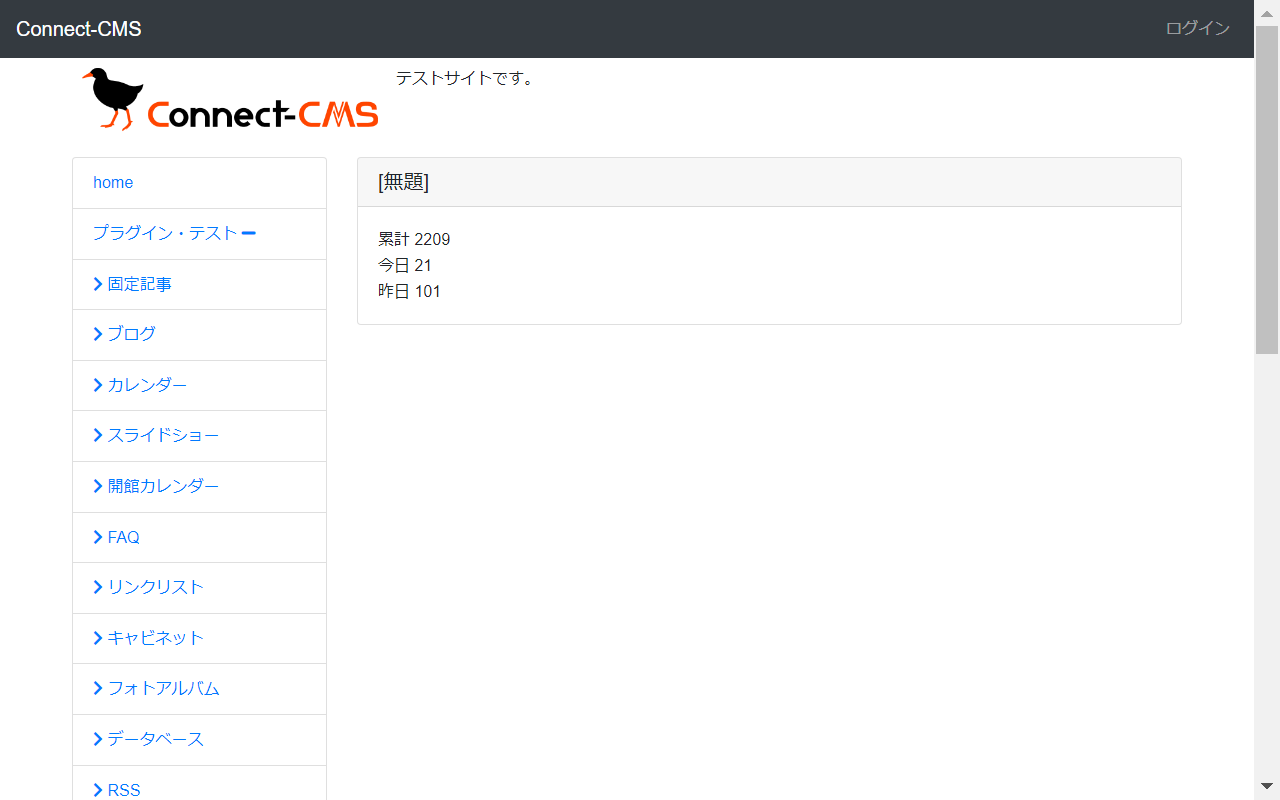 Connect-CMS
ログイン
Connect-CMS
テストサイトです。
home
プラグイン・テスト
固定記事
ブログ
カレンダー
スライドショー
開館カレンダー
FAQ
リンクリスト
キャビネット
フォトアルバム
データベース
RSS
[無題]
累計 2209
今日 21
昨日 101